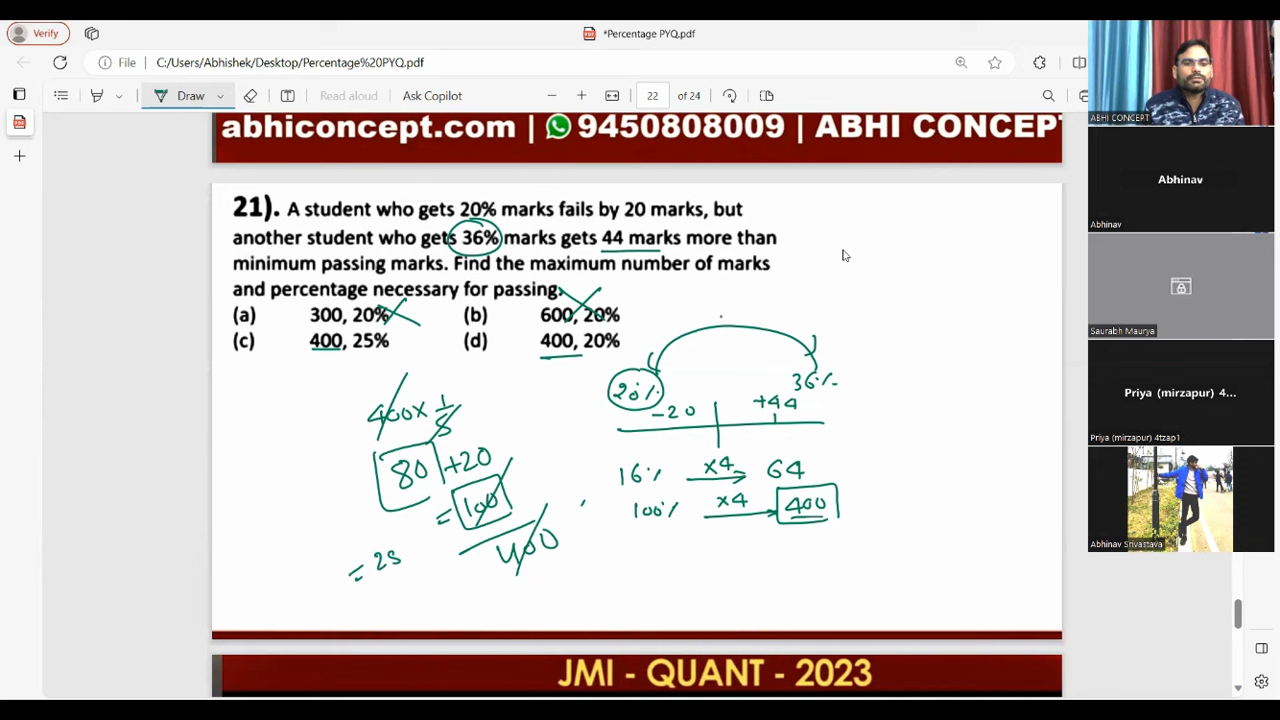 Verify
*Percentage PYQ.pdf
File
C:/Users/Abhishek/Desktop/Percentage%20PYQ.pdf
Draw
Read aloud
Ask Copilot
22
of 24
abhiconcept.com | 9450808009 | ABHI CONCEPT
21). A student who gets 20% marks fails by 20 marks, but
another student who gets 36% marks gets 44 marks more than
minimum passing marks. Find the maximum number of marks
and percentage necessary for passing.
(a) 300, 20% (b) 600, 20%
(c) 400, 25% (d) 400, 20%
20% 36%
-20 +44
400 x 1/5
80 +20
= 100
400
= 25
16% x4 64
100% x4 400
JMI - QUANT - 2023
ABHI CONCEPT
Abhinav
Abhinav
Saurabh Maurya
Priya (mirzapur) 4...
Priya (mirzapur) 4tzap1
Abhinav Srivastava